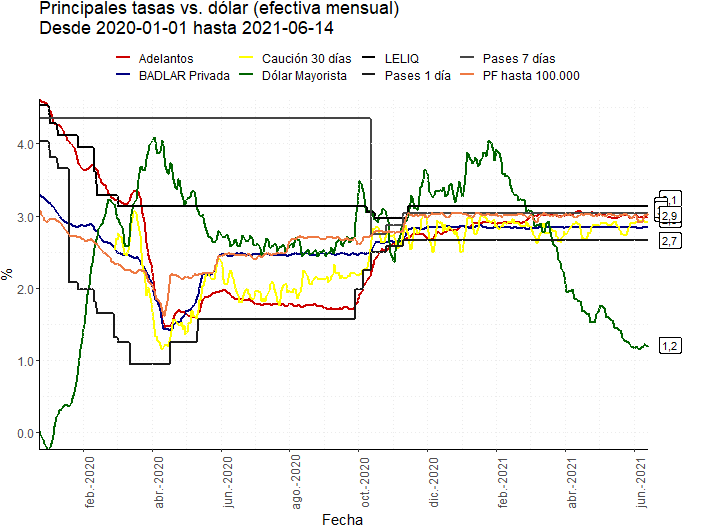 Principales tasas vs. dólar (efectiva mensual)
Desde 2020-01-01 hasta 2021-06-14
Adelantos Caución 30 días LELIQ Pases 7 días
BADLAR Privada Dólar Mayorista Pases 1 día PF hasta 100.000
4.0
3.0
2.0
1.0
0.0
%
2,9
2,7
1,2
feb.-2020 abr.-2020 jun.-2020 ago.-2020 oct.-2020 dic.-2020 feb.-2021 abr.-2021 jun.-2021
Fecha